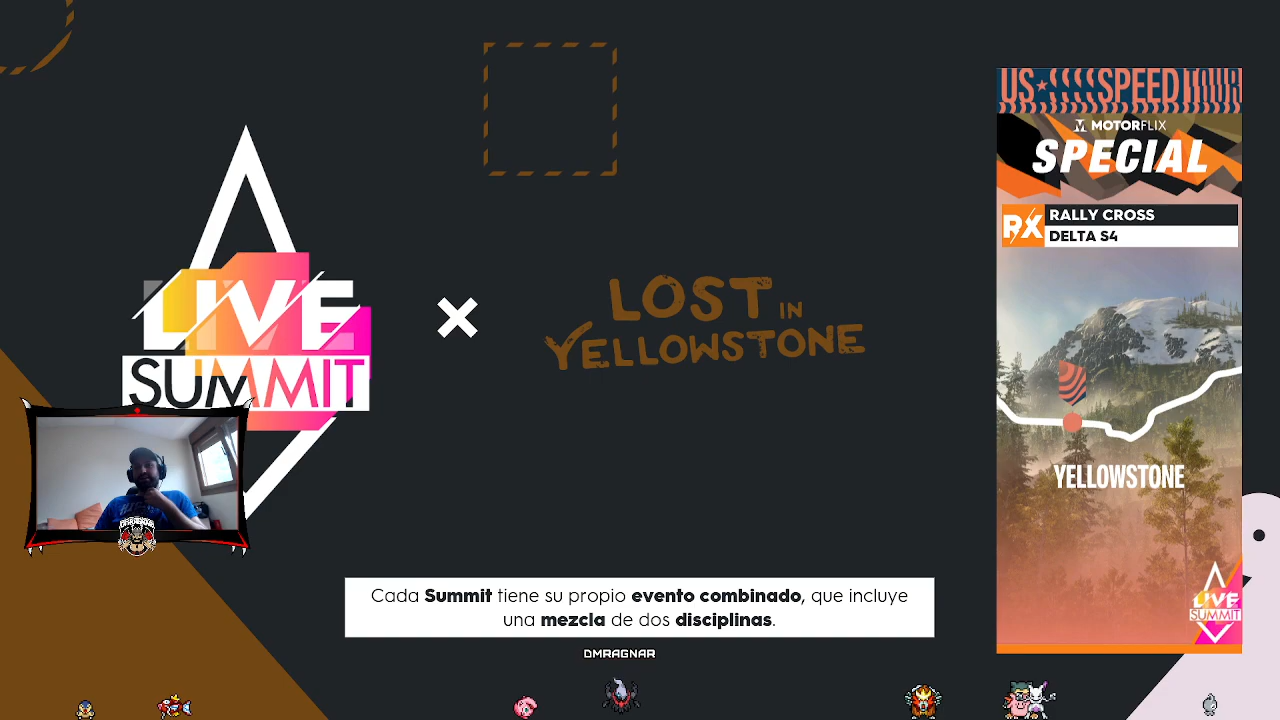 US SPEED TOUR
MOTORFLIX
SPECIAL
RX
RALLY CROSS
DELTA S4
LIVE
SUMMIT
LOST IN
YELLOWSTONE
YELLOWSTONE
LIVE
SUMMIT
Cada Summit tiene su propio evento combinado, que incluye
una mezcla de dos disciplinas.
DMRAGNAR